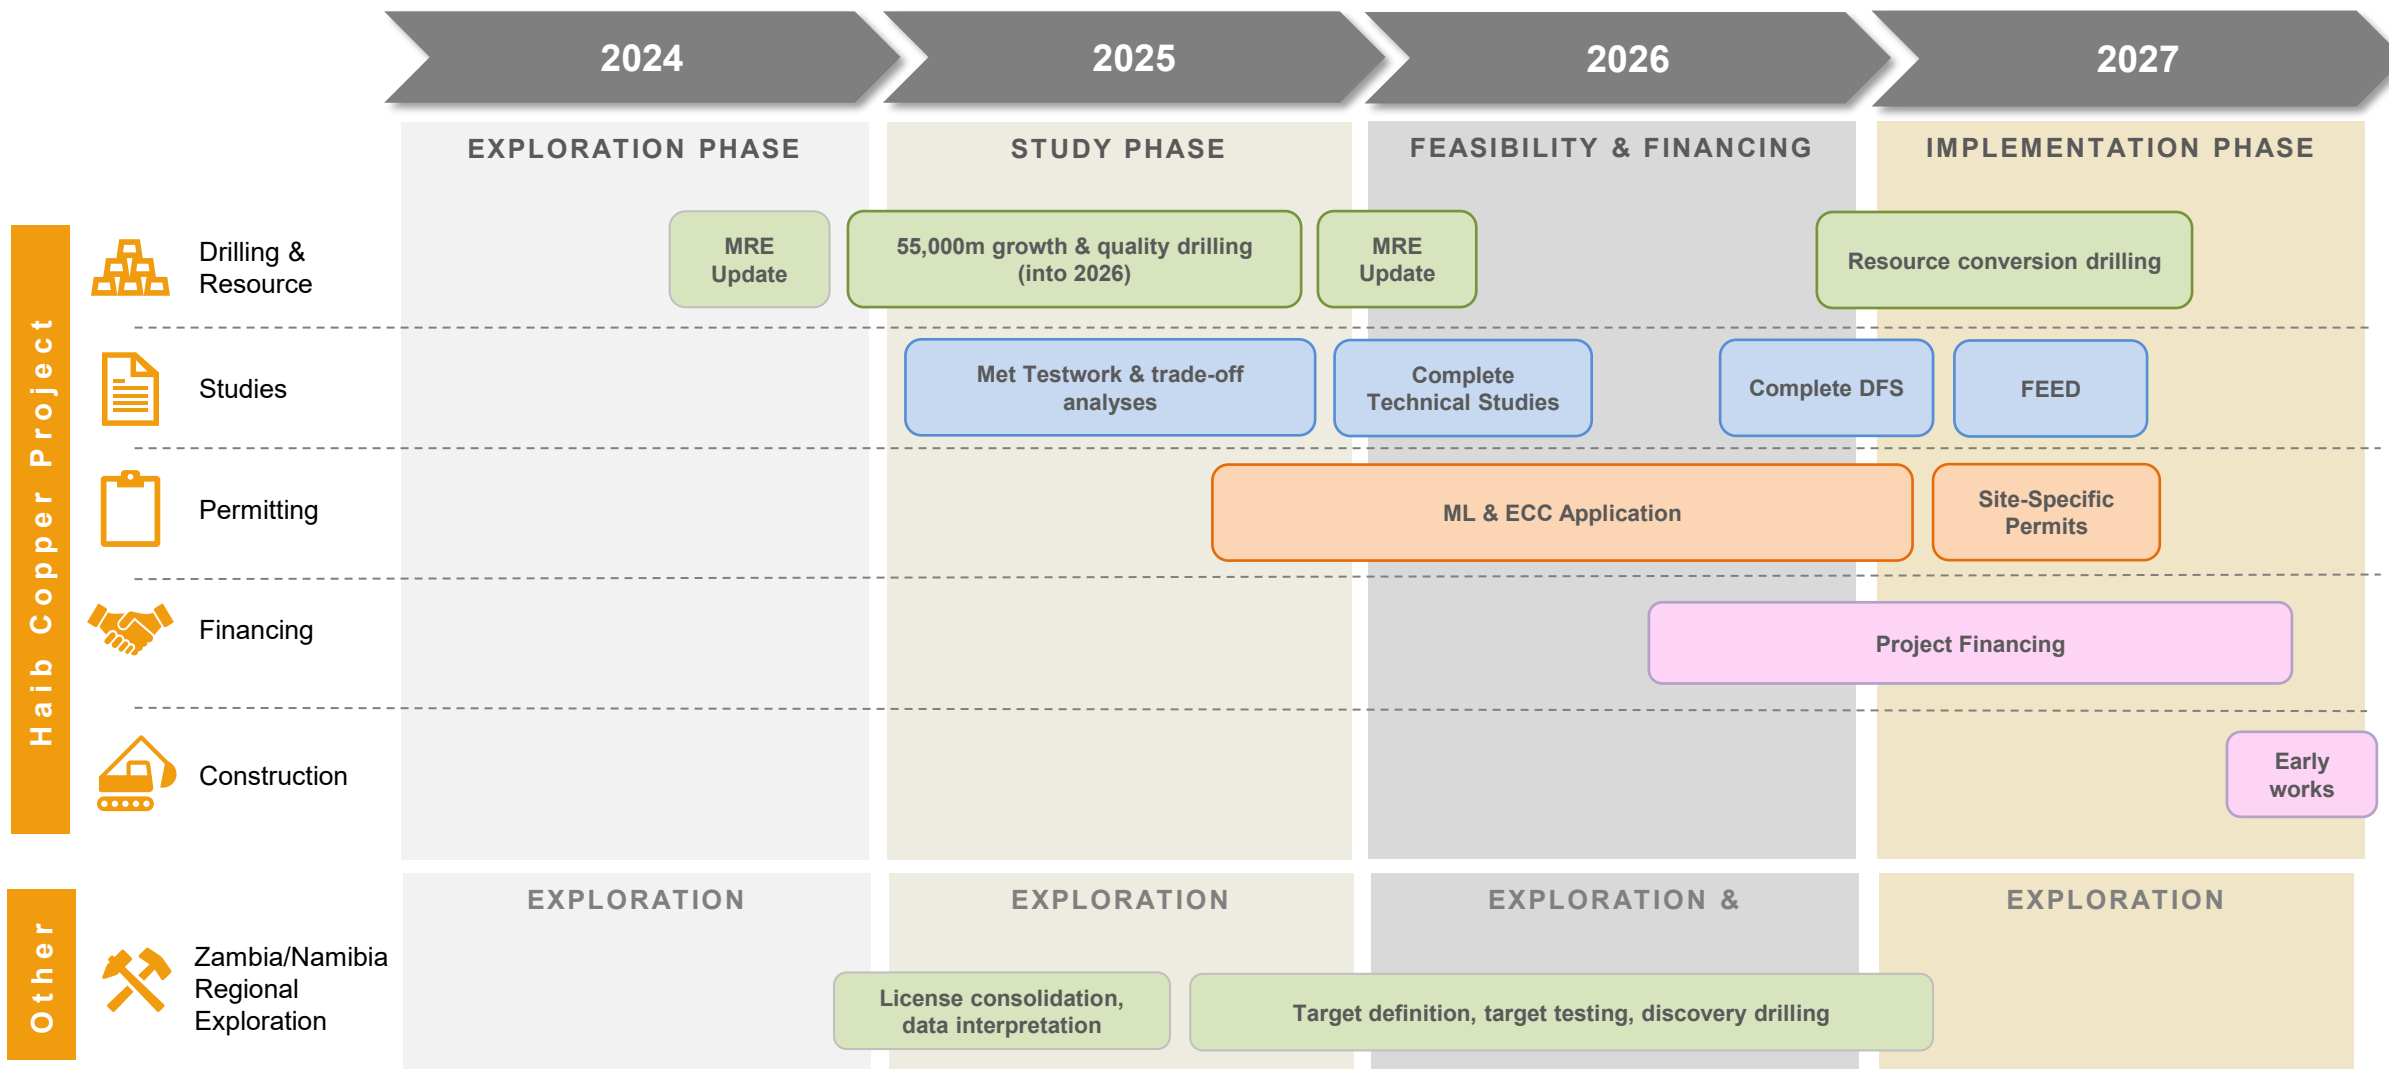 2024
2025
2026
2027
EXPLORATION PHASE
STUDY PHASE
FEASIBILITY & FINANCING
IMPLEMENTATION PHASE
Haib Copper Project
Drilling &
Resource
MRE
Update
55,000m growth & quality drilling
(into 2026)
MRE
Update
Resource conversion drilling
Studies
Met Testwork & trade-off
analyses
Complete
Technical Studies
Complete DFS
FEED
Permitting
ML & ECC Application
Site-Specific
Permits
Financing
Project Financing
Construction
Early
works
Other
EXPLORATION
EXPLORATION
EXPLORATION &
EXPLORATION
Zambia/Namibia
Regional
Exploration
License consolidation,
data interpretation
Target definition, target testing, discovery drilling